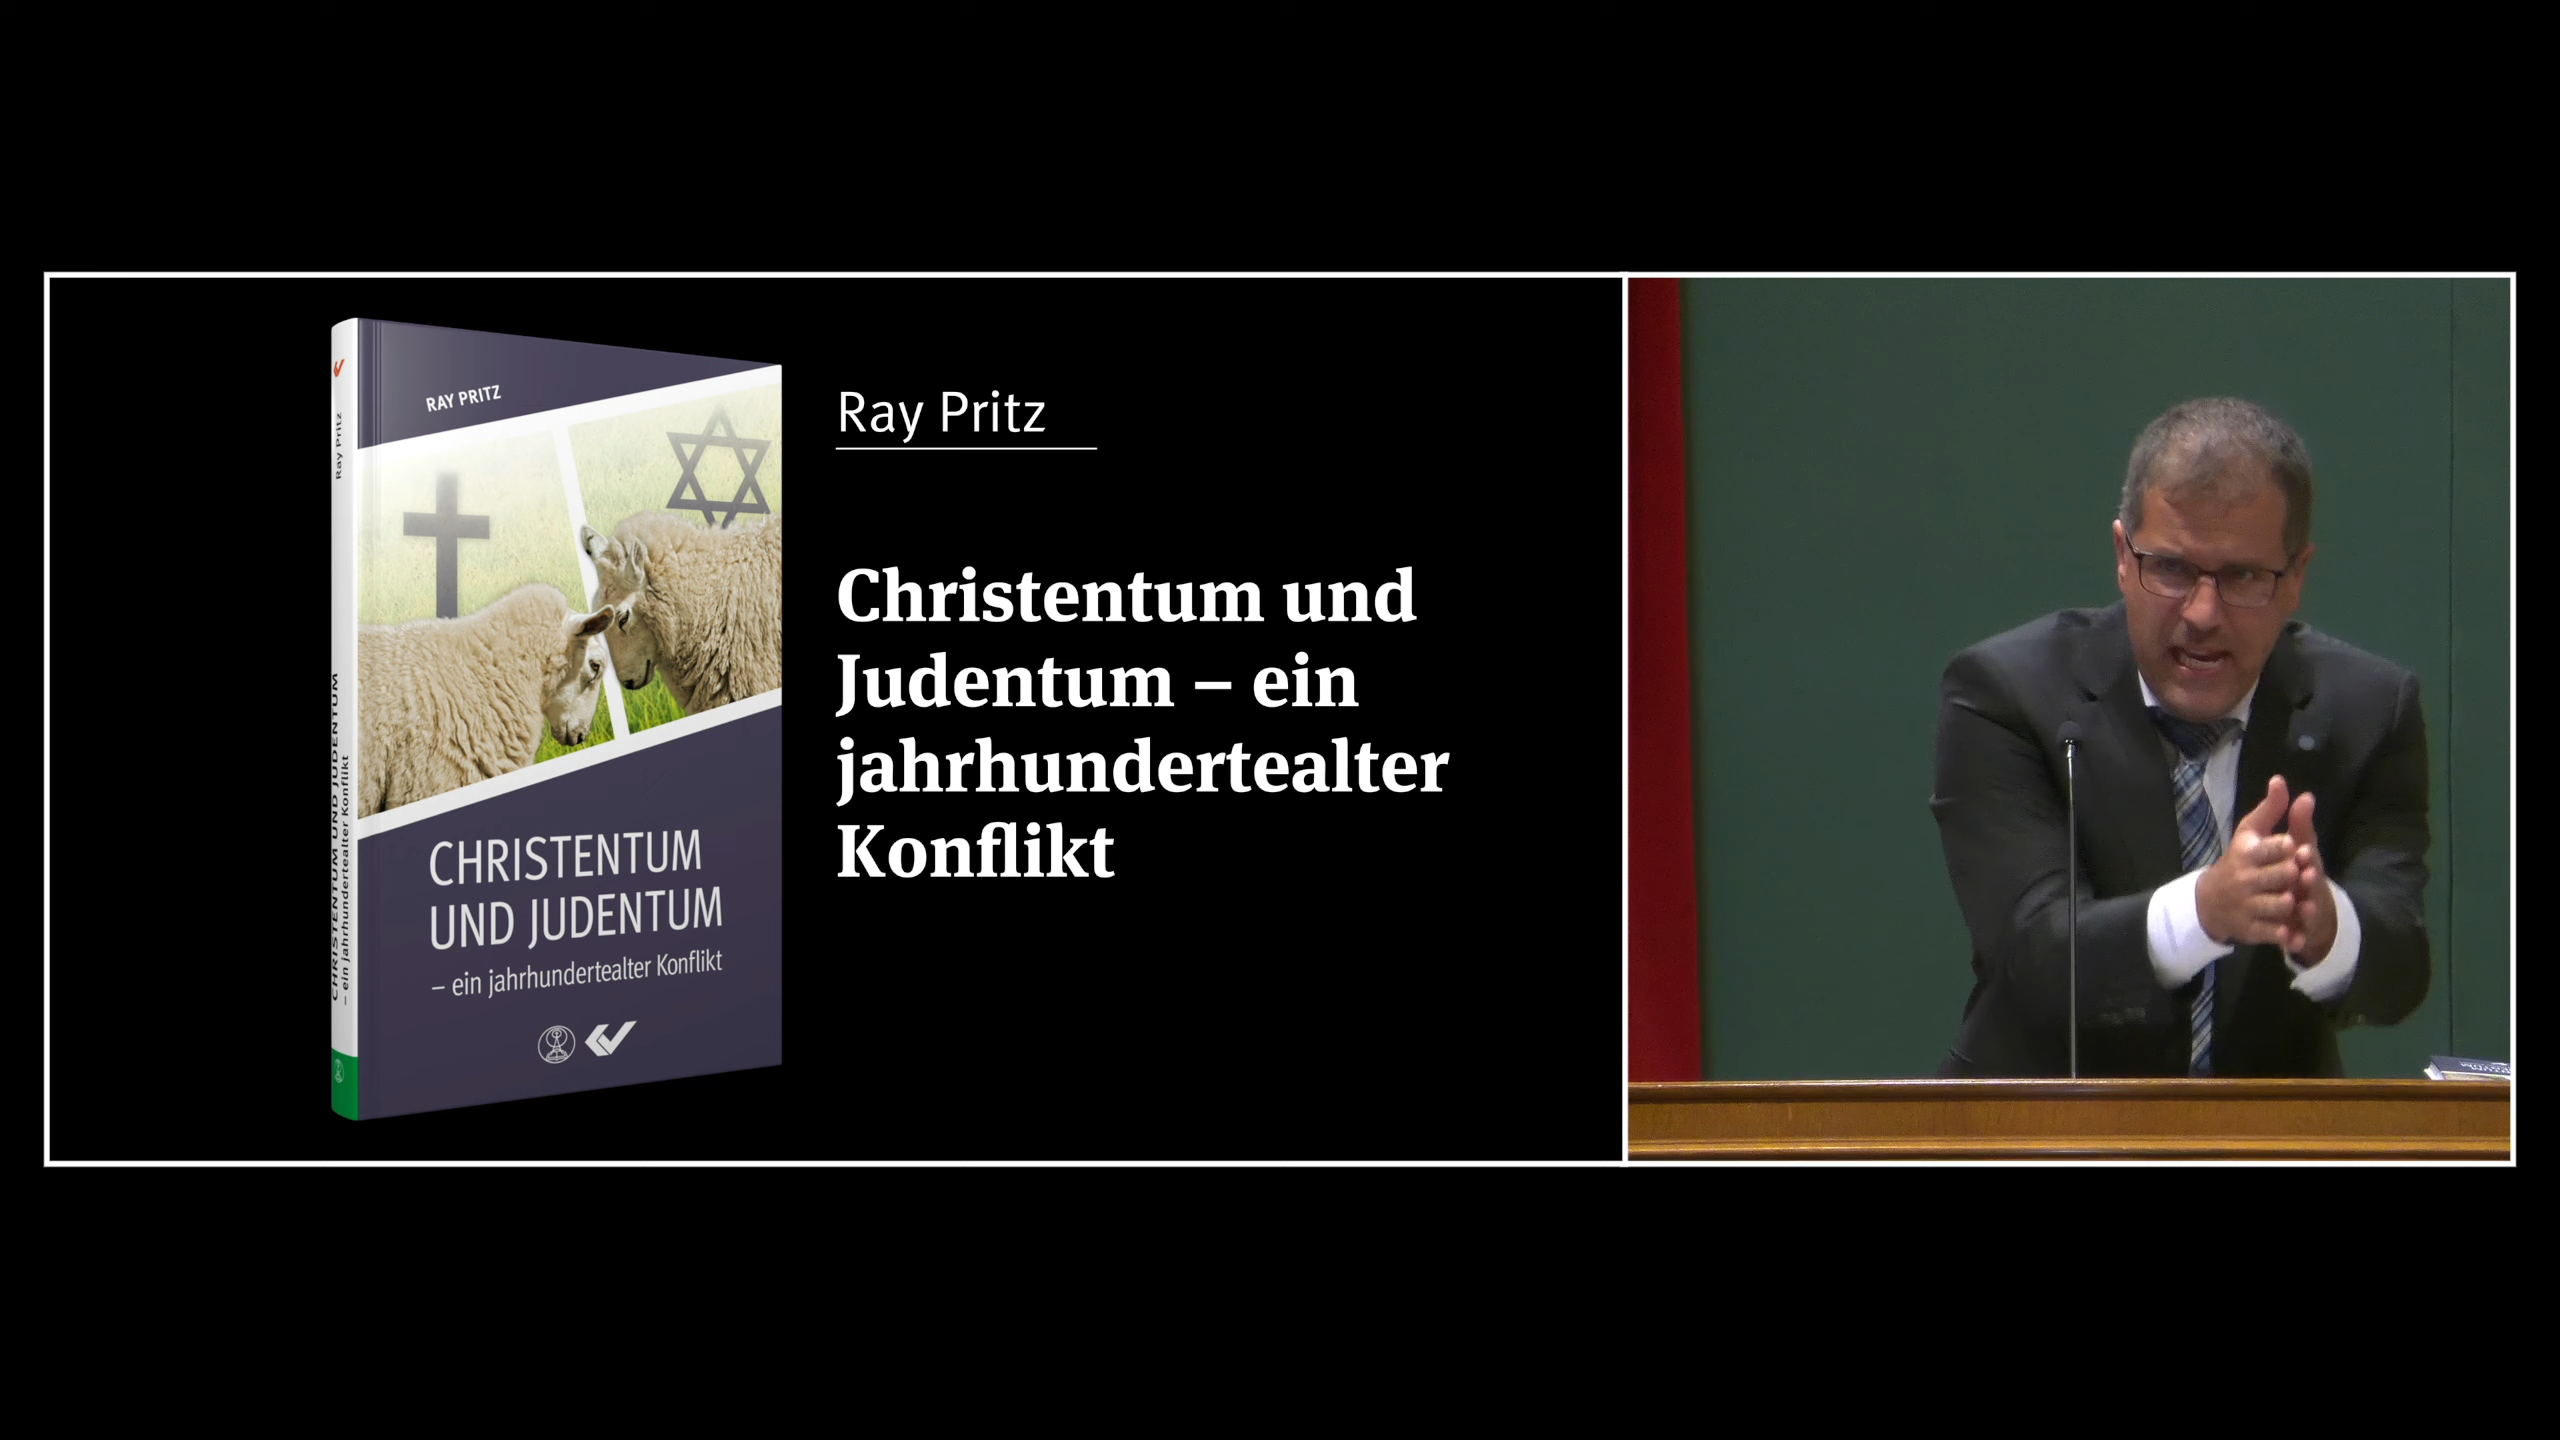 RAY PRITZ
CHRISTENTUM
UND JUDENTUM
– ein jahrhundertealter Konflikt
Ray Pritz
CHRISTENTUM UND JUDENTUM
– ein jahrhundertealter Konflikt
Ray Pritz
Christentum und
Judentum – ein
jahrhundertealter
Konflikt